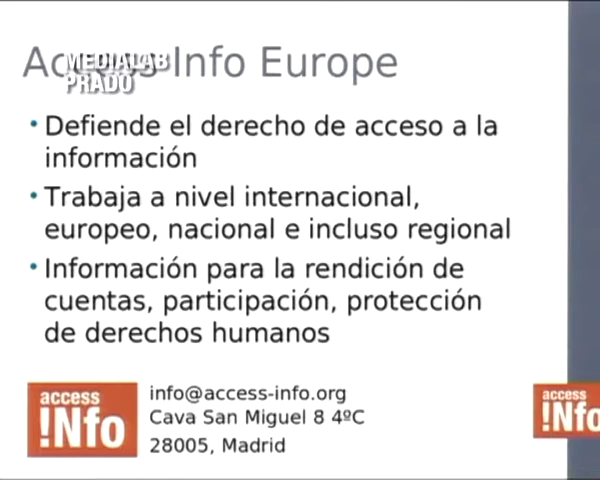 Access Info Europe
MEDIALAB
PRADO
• Defiende el derecho de acceso a la
información
• Trabaja a nivel internacional,
europeo, nacional e incluso regional
• Información para la rendición de
cuentas, participación, protección
de derechos humanos
access
!Nfo
info@access-info.org
Cava San Miguel 8 4ºC
28005, Madrid
access
!Nfo